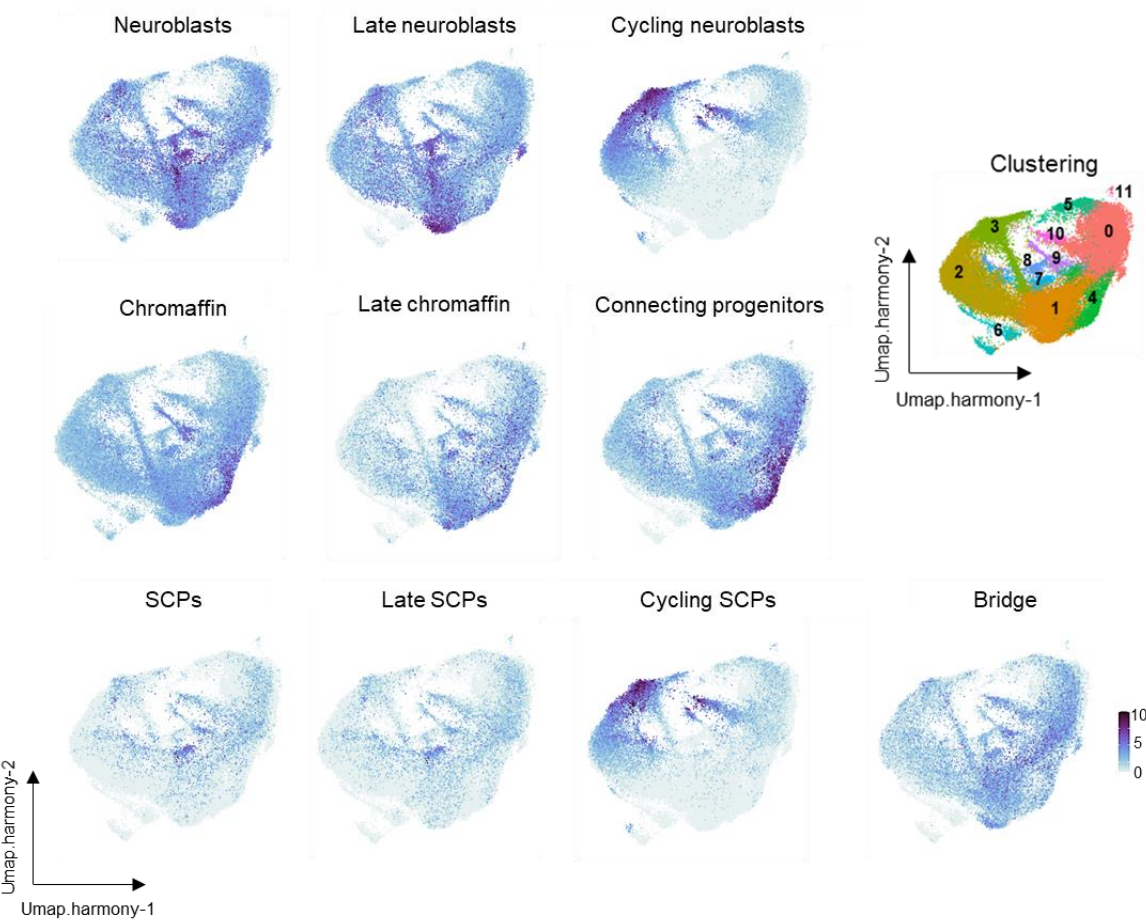 Neuroblasts
Late neuroblasts
Cycling neuroblasts
Clustering
11
5
3
10
0
8
9
2
7
4
1
6
Umap.harmony-2
Umap.harmony-1
Chromaffin
Late chromaffin
Connecting progenitors
SCPs
Late SCPs
Cycling SCPs
Bridge
10
5
0
Umap.harmony-2
Umap.harmony-1